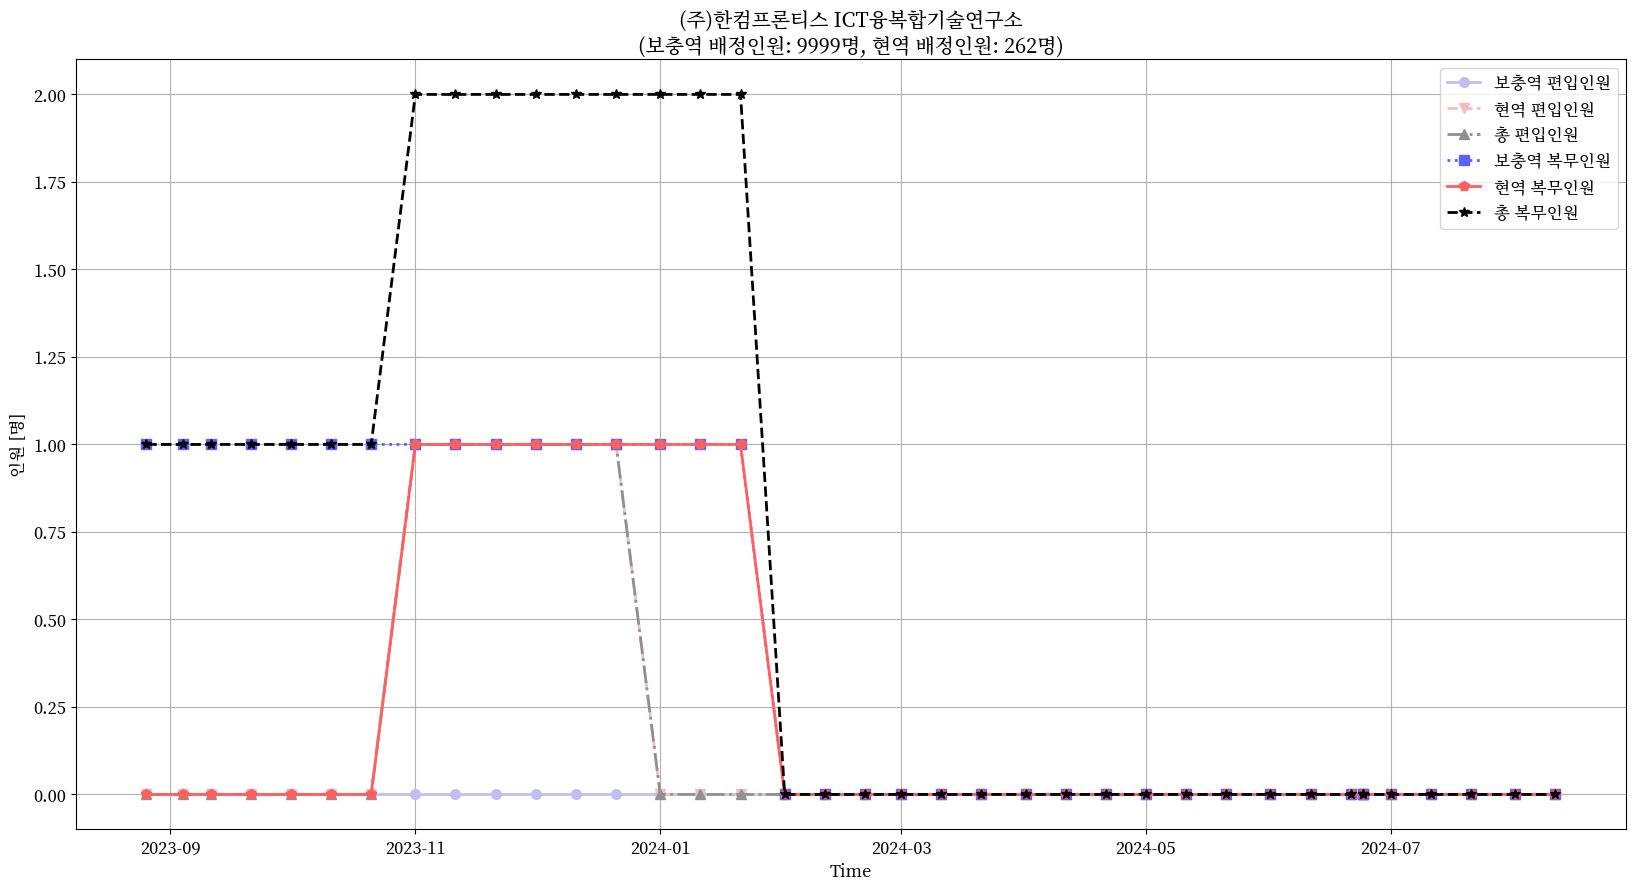 (주)한컴프론티스 ICT융복합기술연구소
(보충역 배정인원: 9999명, 현역 배정인원: 262명)
보충역 편입인원
현역 편입인원
총 편입인원
보충역 복무인원
현역 복무인원
총 복무인원
인원 [명]
2.00
1.75
1.50
1.25
1.00
0.75
0.50
0.25
0.00
2023-09 2023-11 2024-01 2024-03 2024-05 2024-07
Time